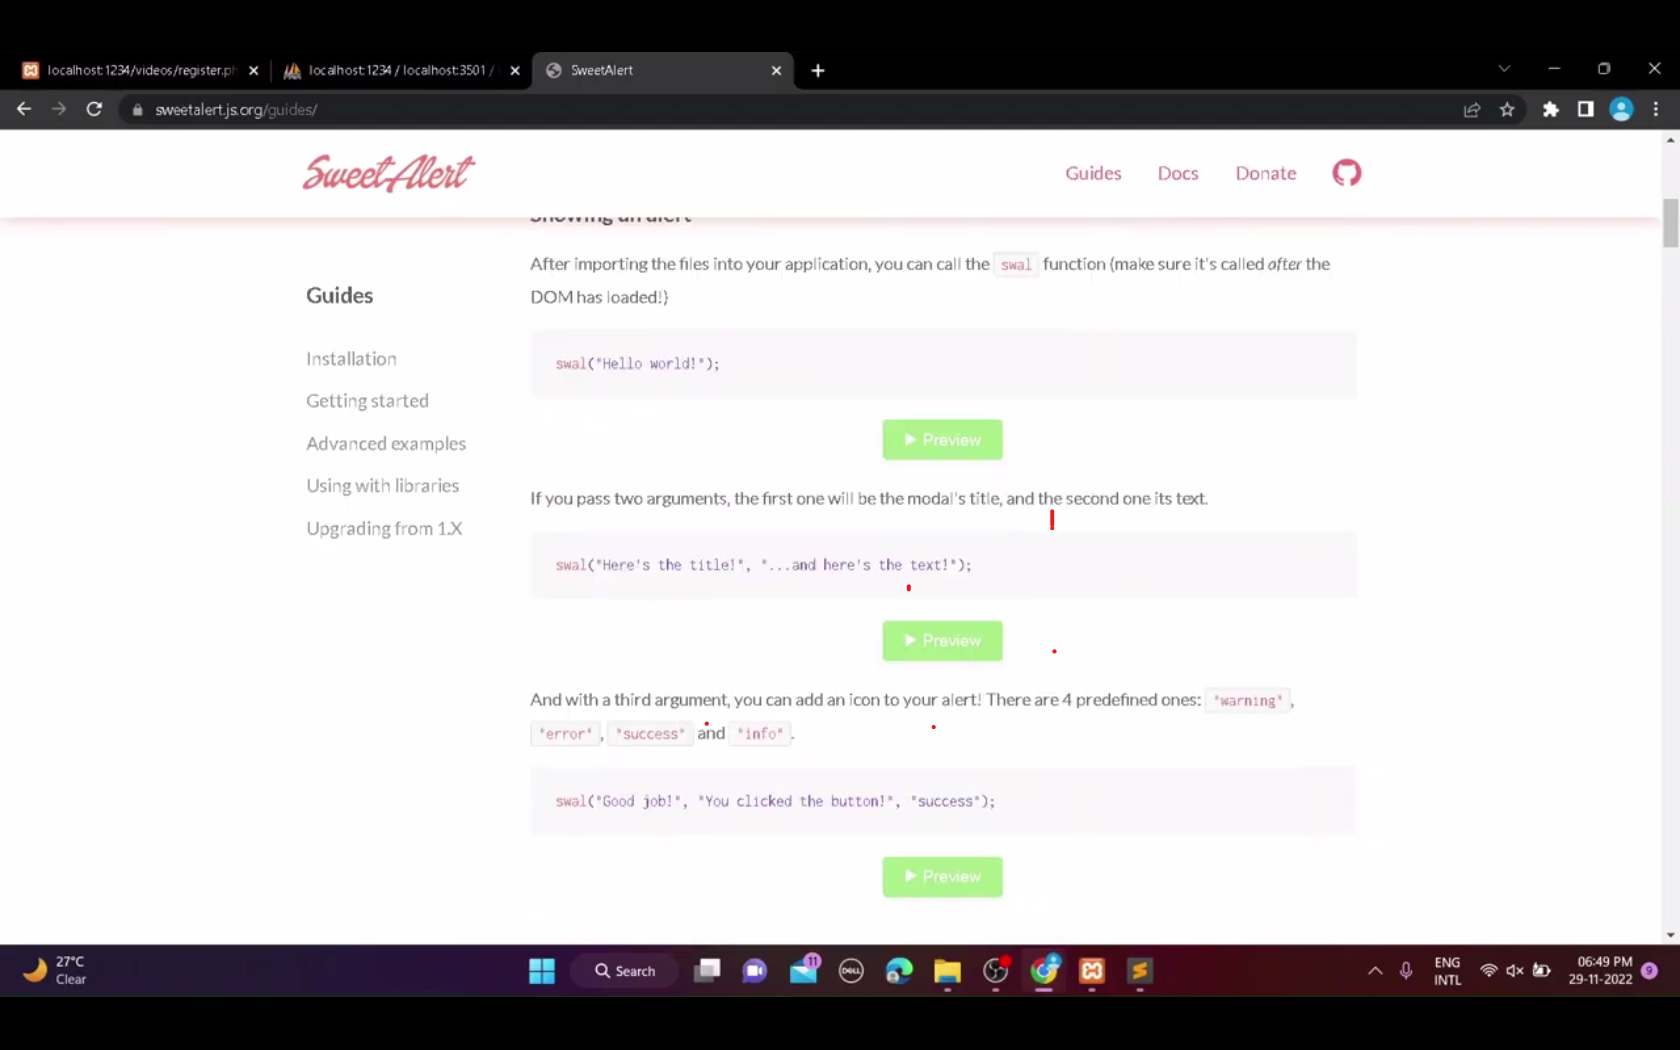 localhost:1234/videos/register.ph
localhost:1234 / localhost:3501 /
SweetAlert
sweetalert.js.org/guides/
SweetAlert
Guides
Docs
Donate
Showing an alert
After importing the files into your application, you can call the swal function (make sure it's called after the
DOM has loaded!)
Guides
Installation
Getting started
Advanced examples
Using with libraries
Upgrading from 1.X
swal("Hello world!");
Preview
If you pass two arguments, the first one will be the modal's title, and the second one its text.
swal("Here's the title!", "...and here's the text!");
Preview
And with a third argument, you can add an icon to your alert! There are 4 predefined ones: "warning",
"error", "success" and "info".
swal("Good job!", "You clicked the button!", "success");
Preview
27°C
Clear
Search
11
DELL
ENG
INTL
06:49 PM
29-11-2022
9